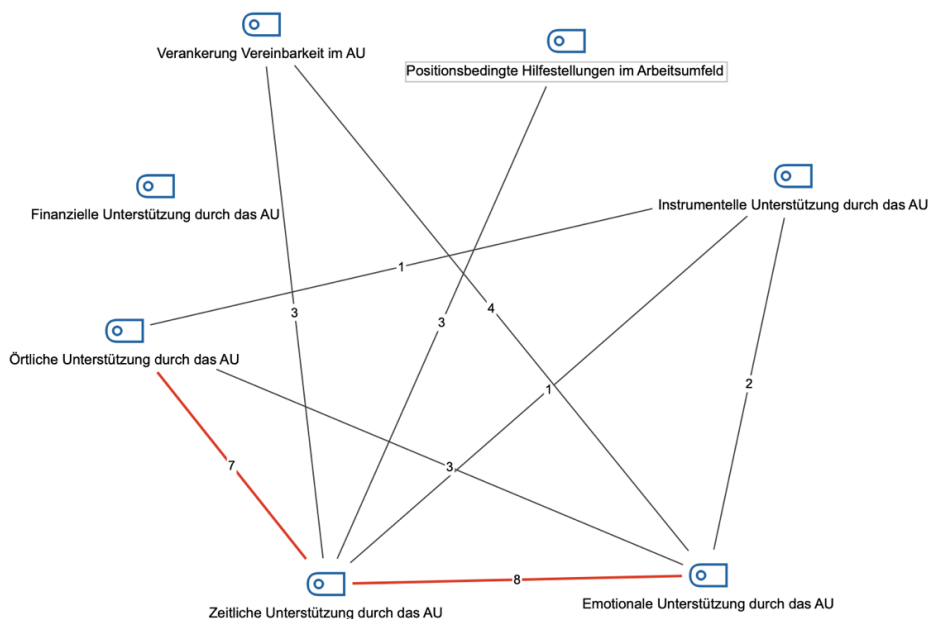 Verankerung Vereinbarkeit im AU
Positionsbedingte Hilfestellungen im Arbeitsumfeld
Finanzielle Unterstützung durch das AU
Instrumentelle Unterstützung durch das AU
1
3
3
4
Örtliche Unterstützung durch das AU
1
2
7
3
8
Zeitliche Unterstützung durch das AU
Emotionale Unterstützung durch das AU